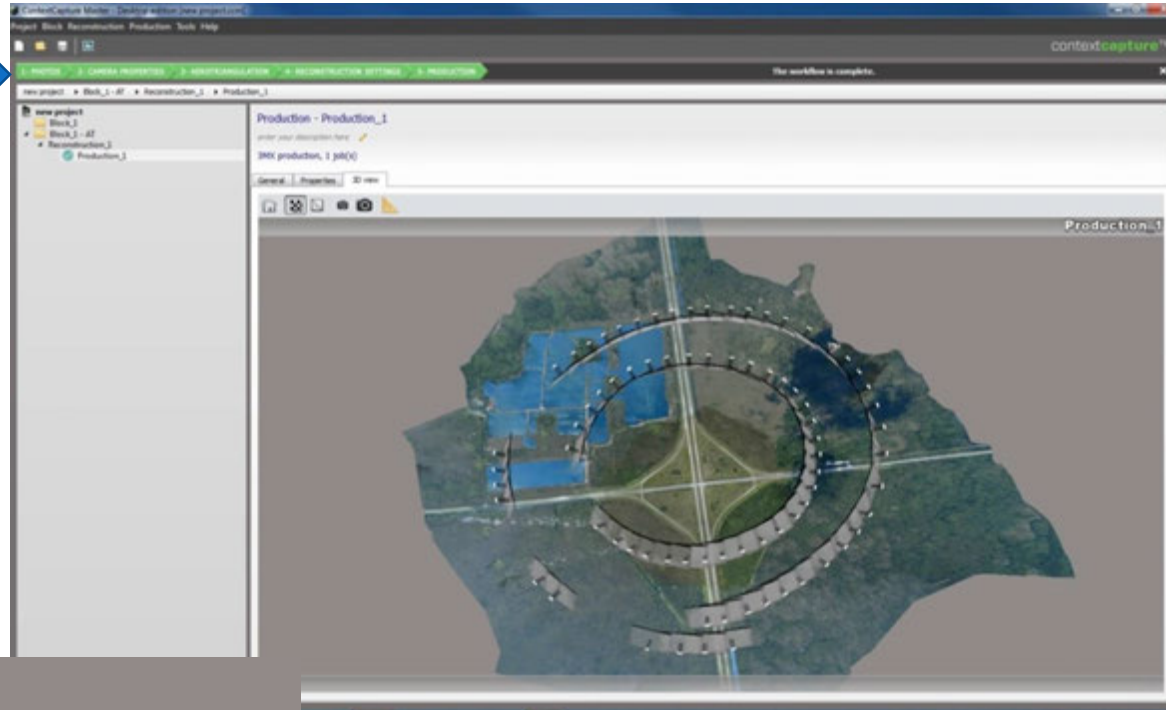 ContextCapture Master - Desktop edition [new project.ccm]
Project Block Reconstruction Production Tools Help
contextcapture™
1- PHOTOS 2- CAMERA PROPERTIES 3- AEROTRIANGULATION 4- RECONSTRUCTION SETTINGS 5- PRODUCTION The workflow is complete.
new project Block_1 - AT Reconstruction_1 Production_1
new project
Block_1
Block_1 - AT
Reconstruction_1
Production_1
Production - Production_1
enter your description here
3MX production, 1 job(s)
General Properties 3D view
Production_1